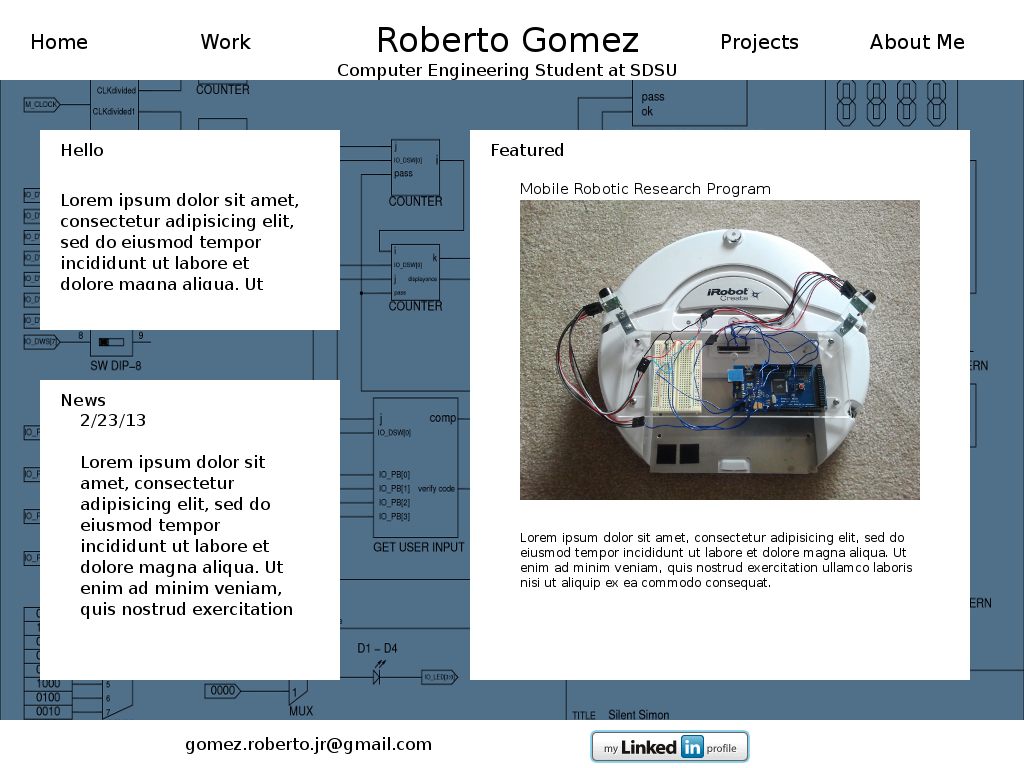 Home
Work
Roberto Gomez
Projects
About Me
Computer Engineering Student at SDSU
M_CLOCK
CLKdivided
CLKdivided1
COUNTER
pass
ok
Hello
Lorem ipsum dolor sit amet,
consectetur adipisicing elit,
sed do eiusmod tempor
incididunt ut labore et
dolore magna aliqua. Ut
j
IO_DSW[0]
pass
j
COUNTER
i
IO_DSW[0]
j
pass
k
displayonce
COUNTER
IO_DWS[7]
8
9
SW DIP-8
News
2/23/13
Lorem ipsum dolor sit
amet, consectetur
adipisicing elit, sed do
eiusmod tempor
incididunt ut labore et
dolore magna aliqua. Ut
enim ad minim veniam,
quis nostrud exercitation
j
comp
IO_DSW[0]
IO_PB[0]
IO_PB[1]
verify code
IO_PB[2]
IO_PB[3]
GET USER INPUT
D1 - D4
1000
0100
0010
5
6
7
0000
1
MUX
Featured
Mobile Robotic Research Program
iRobot
Create
Lorem ipsum dolor sit amet, consectetur adipisicing elit, sed do
eiusmod tempor incididunt ut labore et dolore magna aliqua. Ut
enim ad minim veniam, quis nostrud exercitation ullamco laboris
nisi ut aliquip ex ea commodo consequat.
ERN
ERN
TITLE Silent Simon
gomez.roberto.jr@gmail.com
my Linked in profile